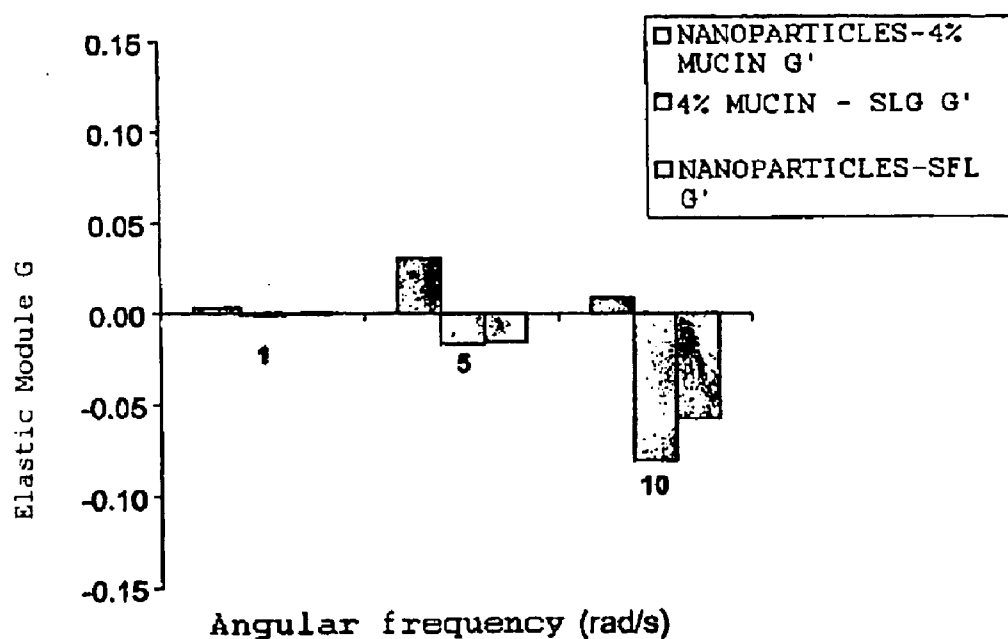 0.15
0.10
0.05
0.00
-0.05
-0.10
-0.15
Elastic Module G
1
5
10
Angular frequency (rad/s)
NANOPARTICLES-4%
MUCIN G'
4% MUCIN - SLG G'
NANOPARTICLES-SFL
G'